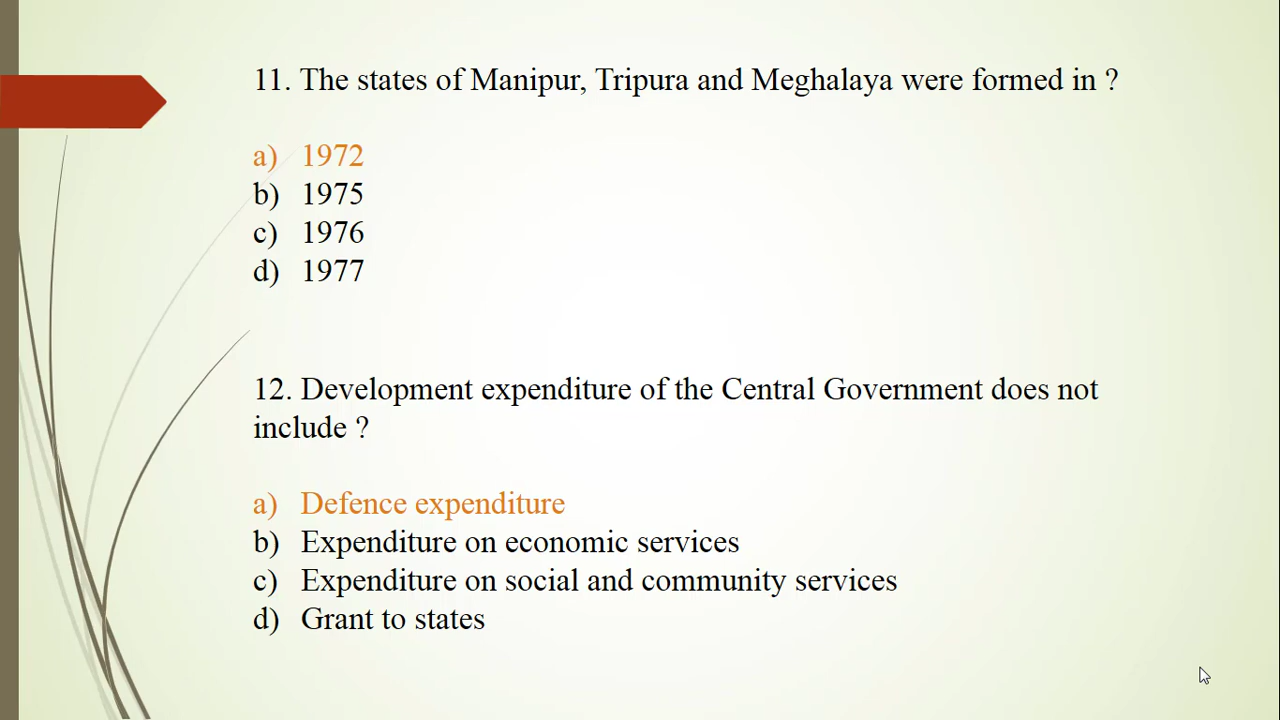 11. The states of Manipur, Tripura and Meghalaya were formed in ?
a) 1972
b) 1975
c) 1976
d) 1977
12. Development expenditure of the Central Government does not
include ?
a) Defence expenditure
b) Expenditure on economic services
c) Expenditure on social and community services
d) Grant to states